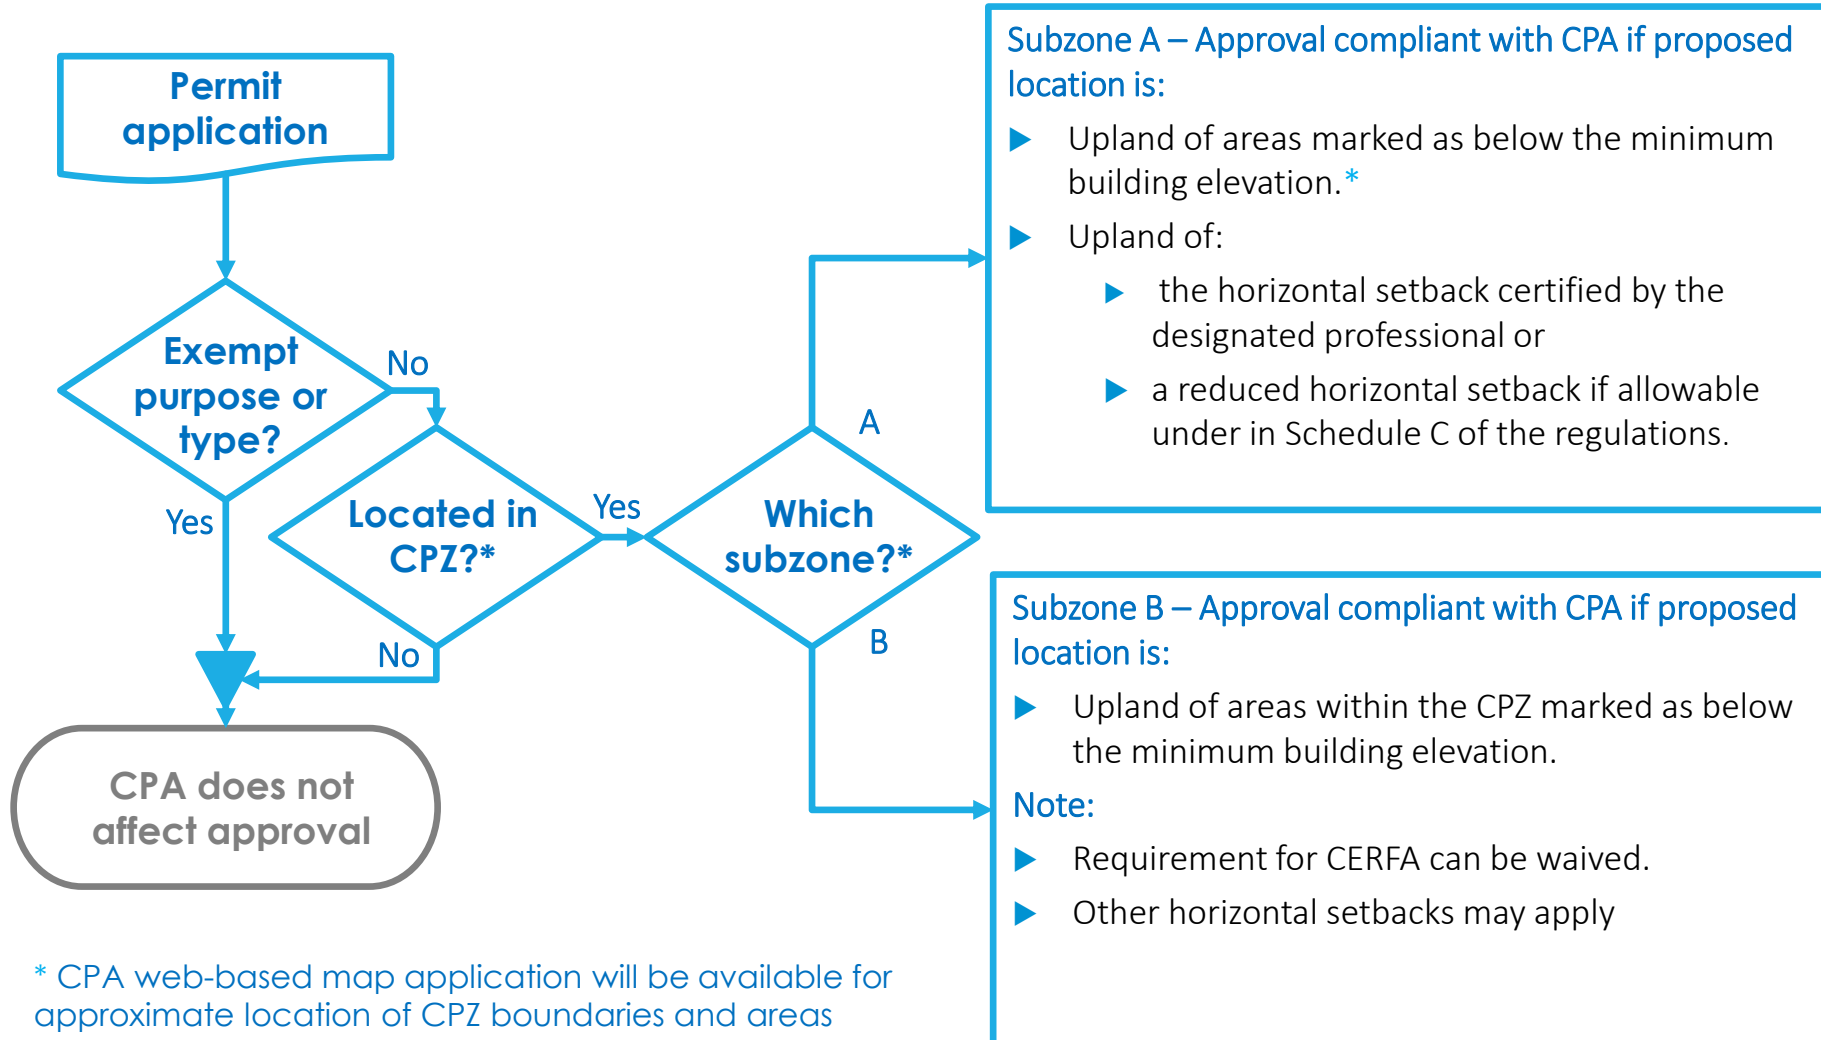 Permit
application
Exempt
purpose or
type?
No
Yes
Located in
CPZ?*
Yes
No
Which
subzone?*
A
B
CPA does not
affect approval
Subzone A – Approval compliant with CPA if proposed
location is:
Upland of areas marked as below the minimum
building elevation.*
Upland of:
the horizontal setback certified by the
designated professional or
a reduced horizontal setback if allowable
under in Schedule C of the regulations.
Subzone B – Approval compliant with CPA if proposed
location is:
Upland of areas within the CPZ marked as below
the minimum building elevation.
Note:
Requirement for CERFA can be waived.
Other horizontal setbacks may apply
* CPA web-based map application will be available for
approximate location of CPZ boundaries and areas